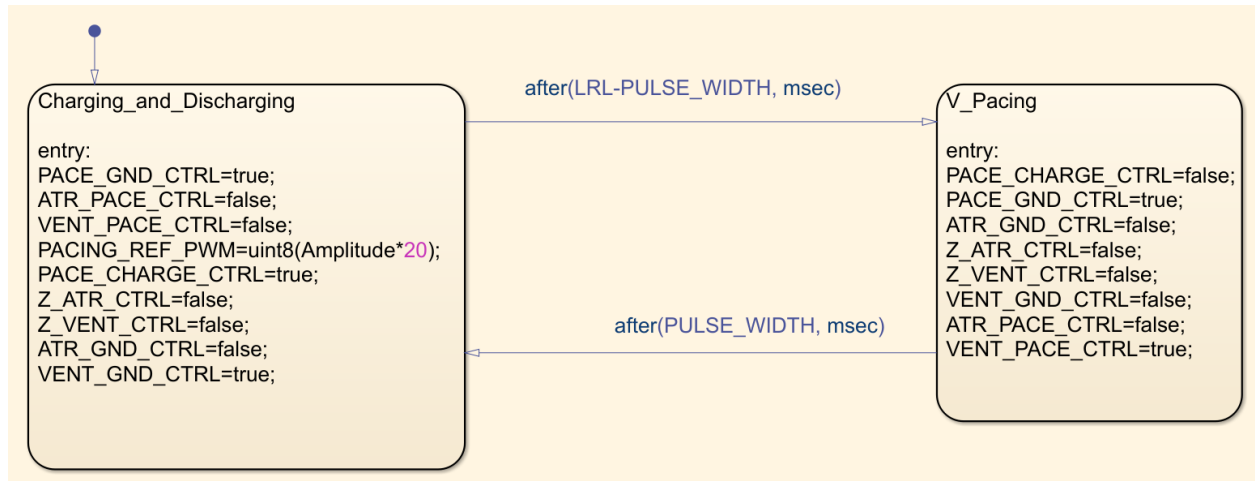 Charging_and_Discharging
entry:
PACE_GND_CTRL=true;
ATR_PACE_CTRL=false;
VENT_PACE_CTRL=false;
PACING_REF_PWM=uint8(Amplitude*20);
PACE_CHARGE_CTRL=true;
Z_ATR_CTRL=false;
Z_VENT_CTRL=false;
ATR_GND_CTRL=false;
VENT_GND_CTRL=true;
after(LRL-PULSE_WIDTH, msec)
after(PULSE_WIDTH, msec)
V_Pacing
entry:
PACE_CHARGE_CTRL=false;
PACE_GND_CTRL=true;
ATR_GND_CTRL=false;
Z_ATR_CTRL=false;
Z_VENT_CTRL=false;
VENT_GND_CTRL=false;
ATR_PACE_CTRL=false;
VENT_PACE_CTRL=true;